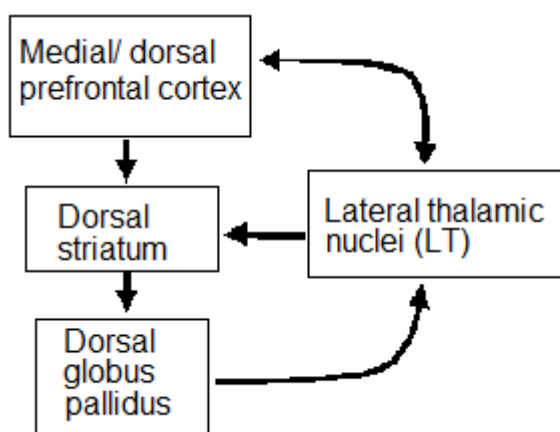 Medial/ dorsal
prefrontal cortex
Dorsal
striatum
Lateral thalamic
nuclei (LT)
Dorsal
globus
pallidus